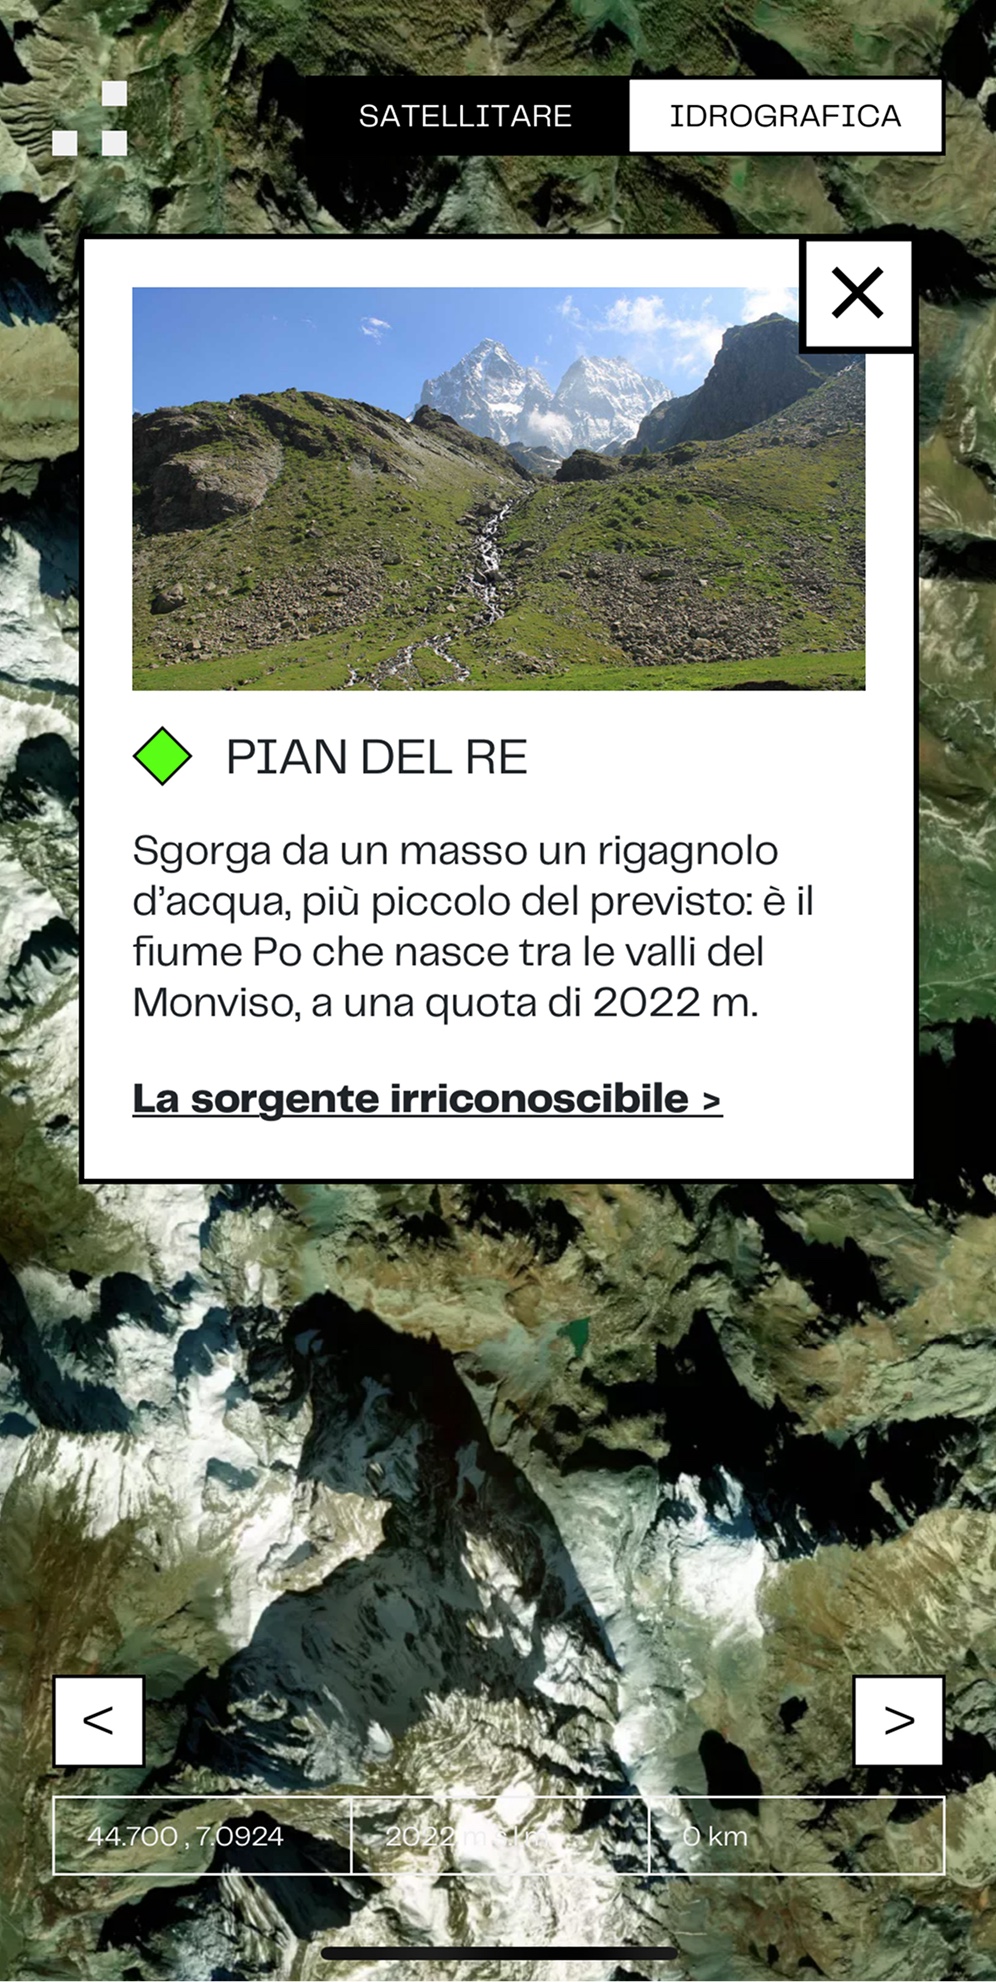 SATELLITARE
IDROGRAFICA
PIAN DEL RE
Sgorga da un masso un rigagnolo
d’acqua, più piccolo del previsto: è il
fiume Po che nasce tra le valli del
Monviso, a una quota di 2022 m.
La sorgente irriconoscibile >
<
>
44.700 , 7.0924
2022 m
0 km